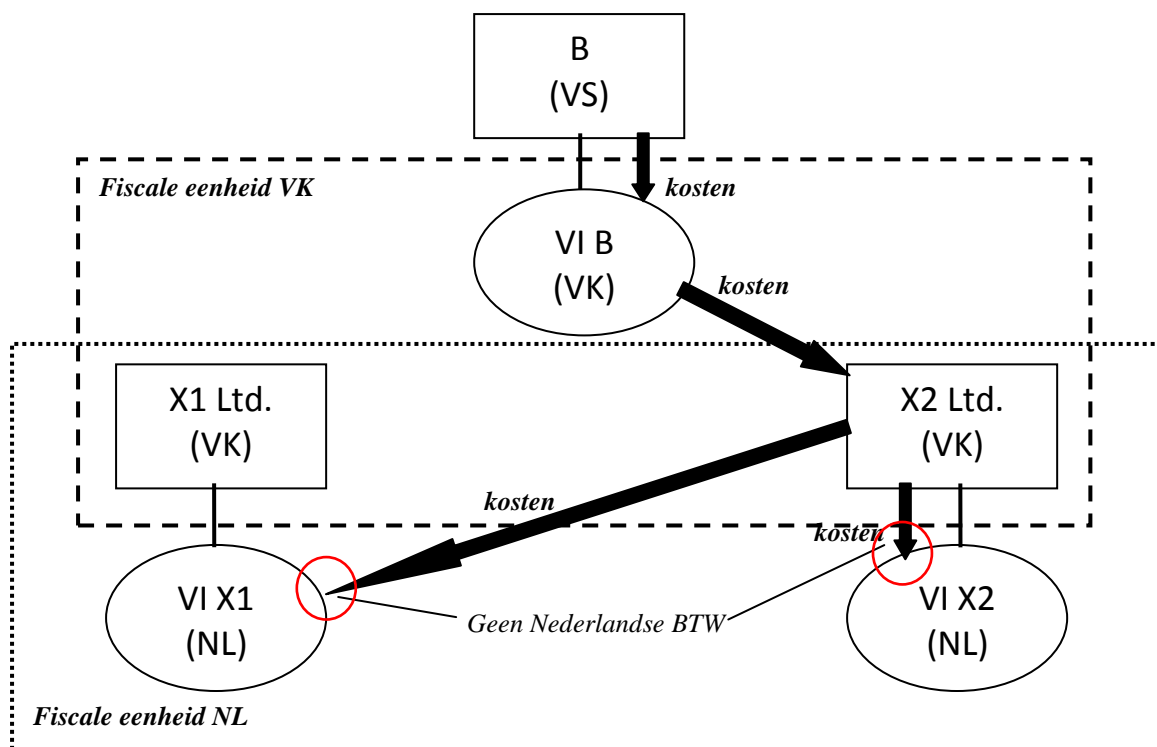 B
(VS)
Fiscale eenheid VK
kosten
VI B
(VK)
kosten
X1 Ltd.
(VK)
X2 Ltd.
(VK)
kosten
kosten
VI X1
(NL)
Geen Nederlandse BTW
VI X2
(NL)
Fiscale eenheid NL